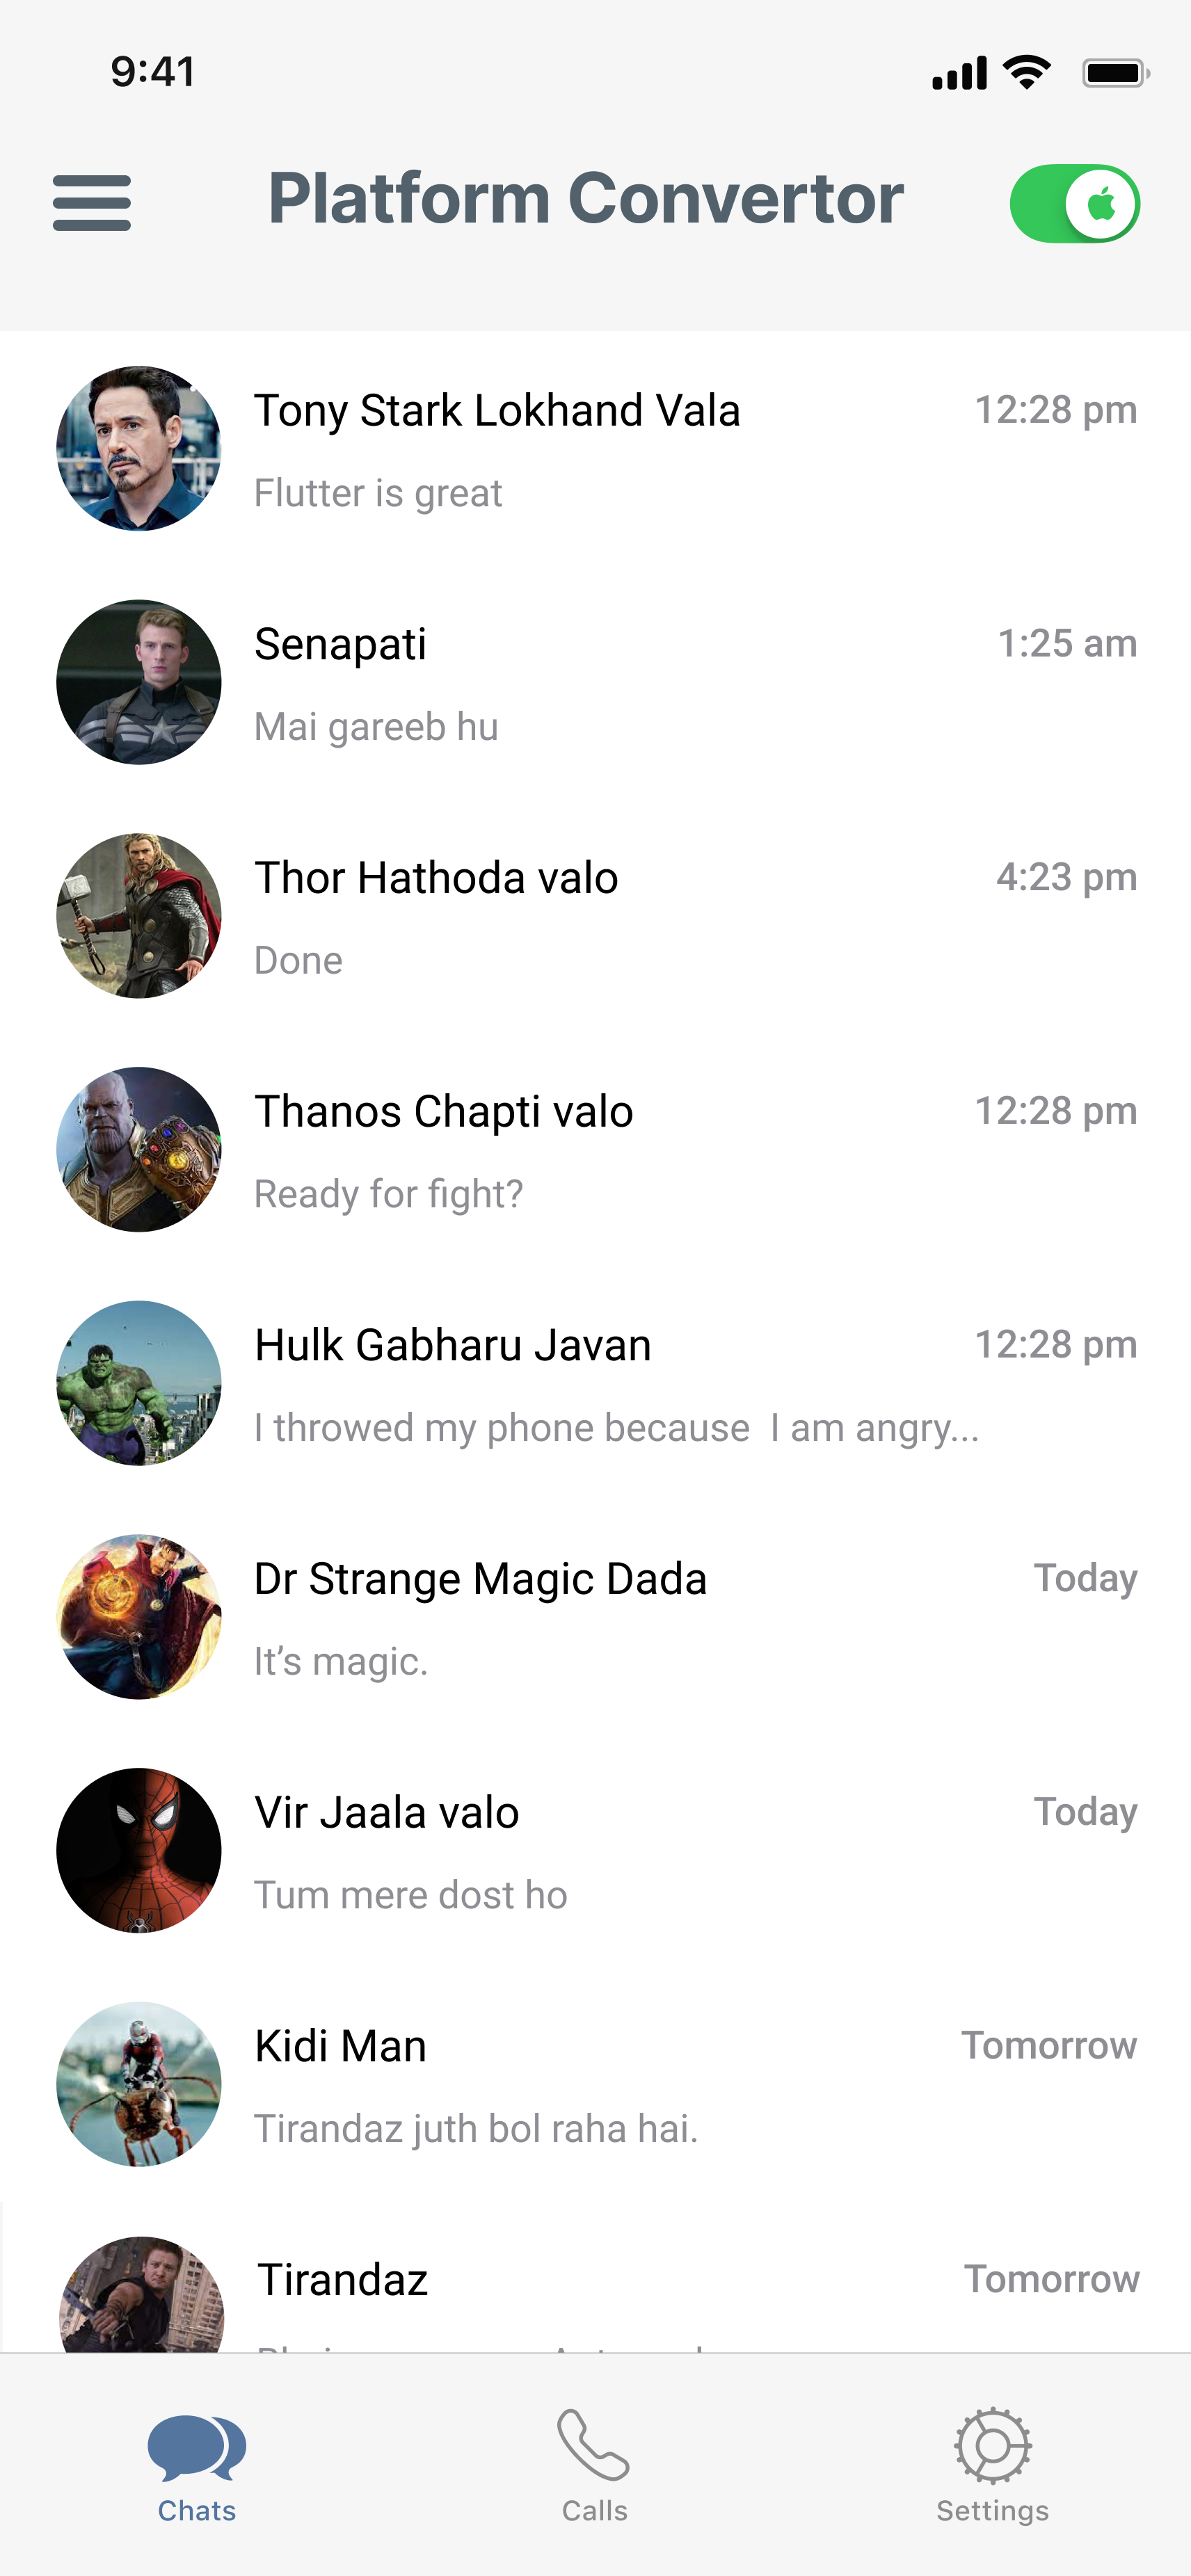 9:41
Platform Convertor
Tony Stark Lokhand Vala 12:28 pm
Flutter is great
Senapati 1:25 am
Mai gareeb hu
Thor Hathoda valo 4:23 pm
Done
Thanos Chapti valo 12:28 pm
Ready for fight?
Hulk Gabharu Javan 12:28 pm
I throwed my phone because  I am angry...
Dr Strange Magic Dada Today
It’s magic.
Vir Jaala valo Today
Tum mere dost ho
Kidi Man Tomorrow
Tirandaz juth bol raha hai.
Tirandaz Tomorrow
Chats Calls Settings